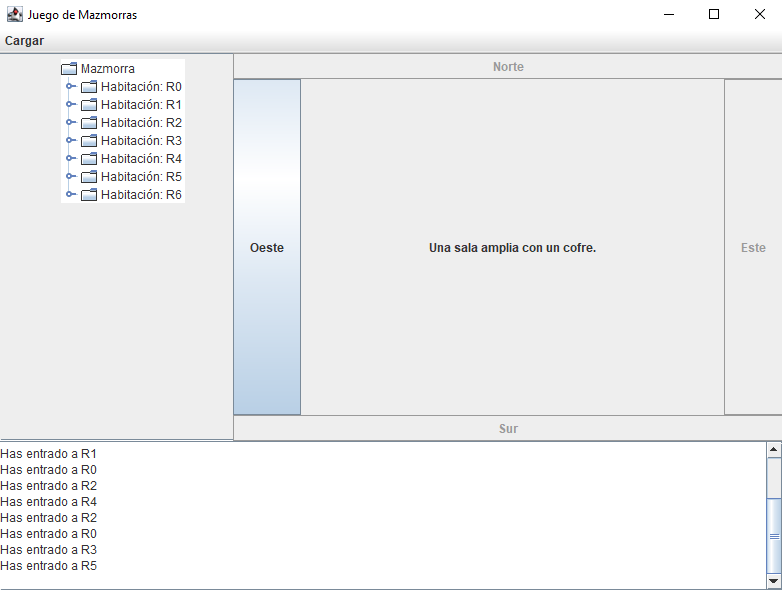 Juego de Mazmorras
Cargar
Mazmorra
Habitación: R0
Habitación: R1
Habitación: R2
Habitación: R3
Habitación: R4
Habitación: R5
Habitación: R6
Norte
Oeste
Una sala amplia con un cofre.
Este
Sur
Has entrado a R1
Has entrado a R0
Has entrado a R2
Has entrado a R4
Has entrado a R2
Has entrado a R0
Has entrado a R3
Has entrado a R5